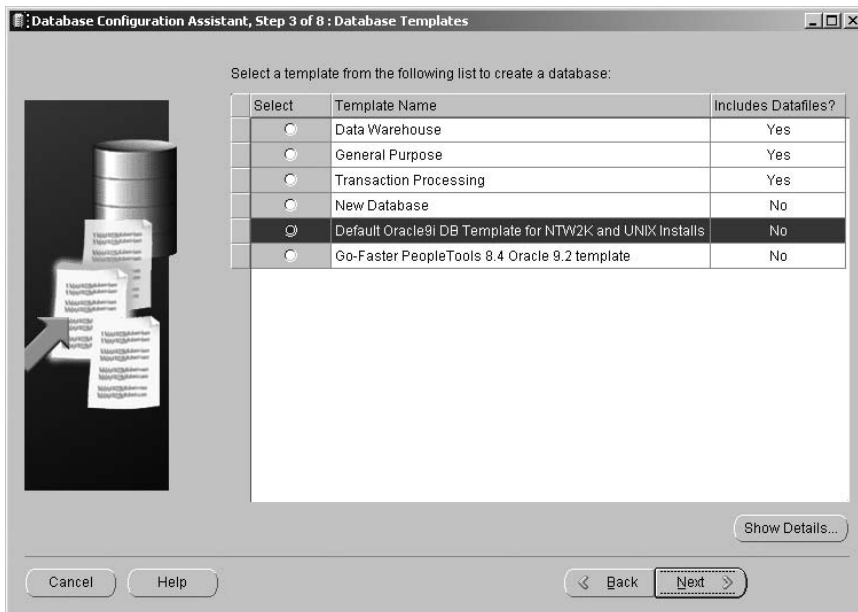 Database Configuration Assistant, Step 3 of 8 : Database Templates
Select a template from the following list to create a database:
Select Template Name Includes Datafiles?
Data Warehouse Yes
General Purpose Yes
Transaction Processing Yes
New Database No
Default Oracle9i DB Template for NTW2K and UNIX Installs No
Go-Faster PeopleTools 8.4 Oracle 9.2 template No
Show Details...
Cancel Help Back Next